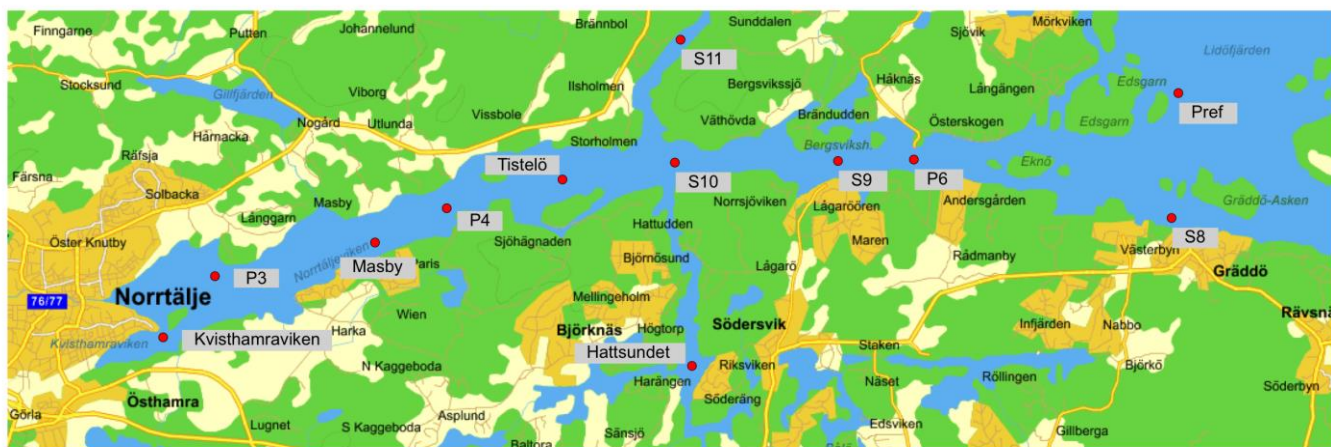 Finngarne
Putten
Johannelund
Brännbol
Sunddalen
Sjövik
Mörkviken
Lidöfjärden
S11
Stocksund
Gillfjärden
Viborg
Ilsholmen
Bergsvikssjö
Håknäs
Långängen
Edsgarn
Pref
Hårnacka
Nogård
Utlunda
Vissbole
Väthövda
Brändudden
Österskogen
Edsgarn
Räfsja
Storholmen
Bergsviksh.
Färsna
Solbacka
Tistelö
S10
S9
P6
Eknö
Långgarn
Masby
P4
Hattudden
Norrsjöviken
Lågaröören
Andersgården
Gräddö-Asken
Öster Knutby
Norrtäljeviken
Masby
Sjöhägnaden
Björnösund
Maren
Rådmanby
Västerbyn
S8
P3
Paris
Lågarö
Gräddö
76/77
Norrtälje
Wien
Mellingeholm
Björknäs
Högtorp
Södersvik
Infjärden
Nabbo
Kvisthamraviken
Kvisthamraviken
Harka
Hattsundet
Riksviken
Staken
Björkö
N Kaggeboda
Harängen
Näset
Röllingen
Söderbyn
Görla
Östhamra
Söderäng
Lugnet
S Kaggeboda
Asplund
Sänsjö
Edsviken
Gillberga
Baltora